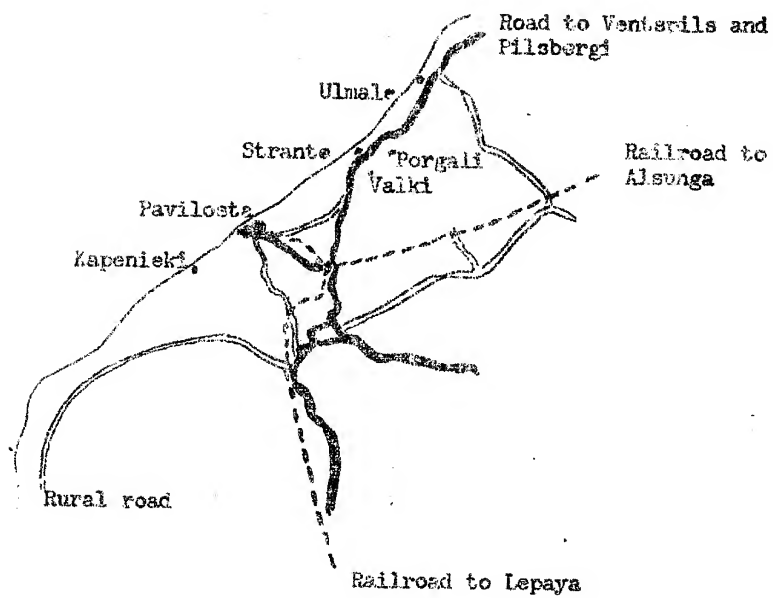 Road to Ventspils and
Pilsbergi
Ulmale
Strante
Porgali
Valki
Railroad to
Alsunga
Pavilosta
Kapenieki
Rural road
Railroad to Lepaya